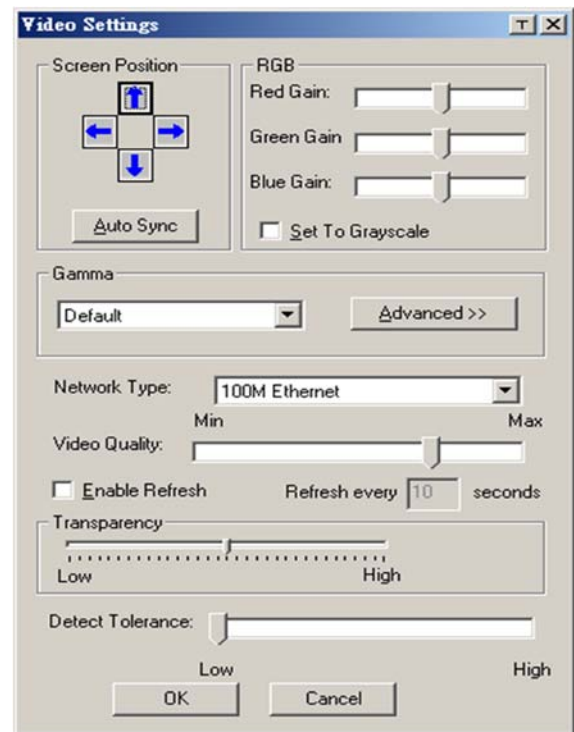 Video Settings
Screen Position
Auto Sync
RGB
Red Gain:
Green Gain
Blue Gain:
Set To Grayscale
Gamma
Default
Advanced >>
Network Type: 100M Ethernet
Min Max
Video Quality:
Enable Refresh Refresh every 10 seconds
Transparency
Low High
Detect Tolerance:
Low High
OK Cancel